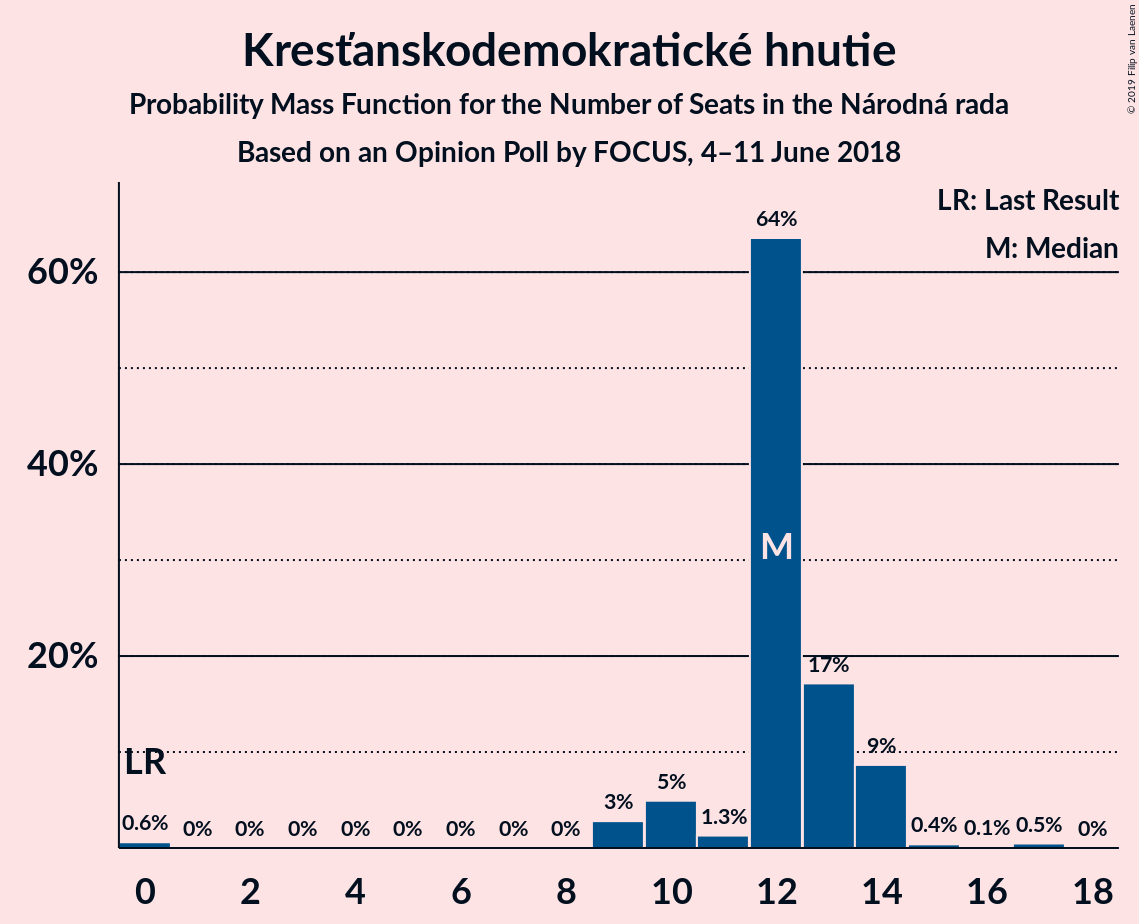 Kresťanskodemokratické hnutie
Probability Mass Function for the Number of Seats in the Národná rada
Based on an Opinion Poll by FOCUS, 4–11 June 2018
© 2019 Filip van Laenen
LR: Last Result
M: Median
60%
40%
20%
64%
M
17%
9%
LR
5%
3%
0.6% 0% 0% 0% 0% 0% 0% 0% 0% 1.3% 0.4% 0.1% 0.5% 0%
0 2 4 6 8 10 12 14 16 18